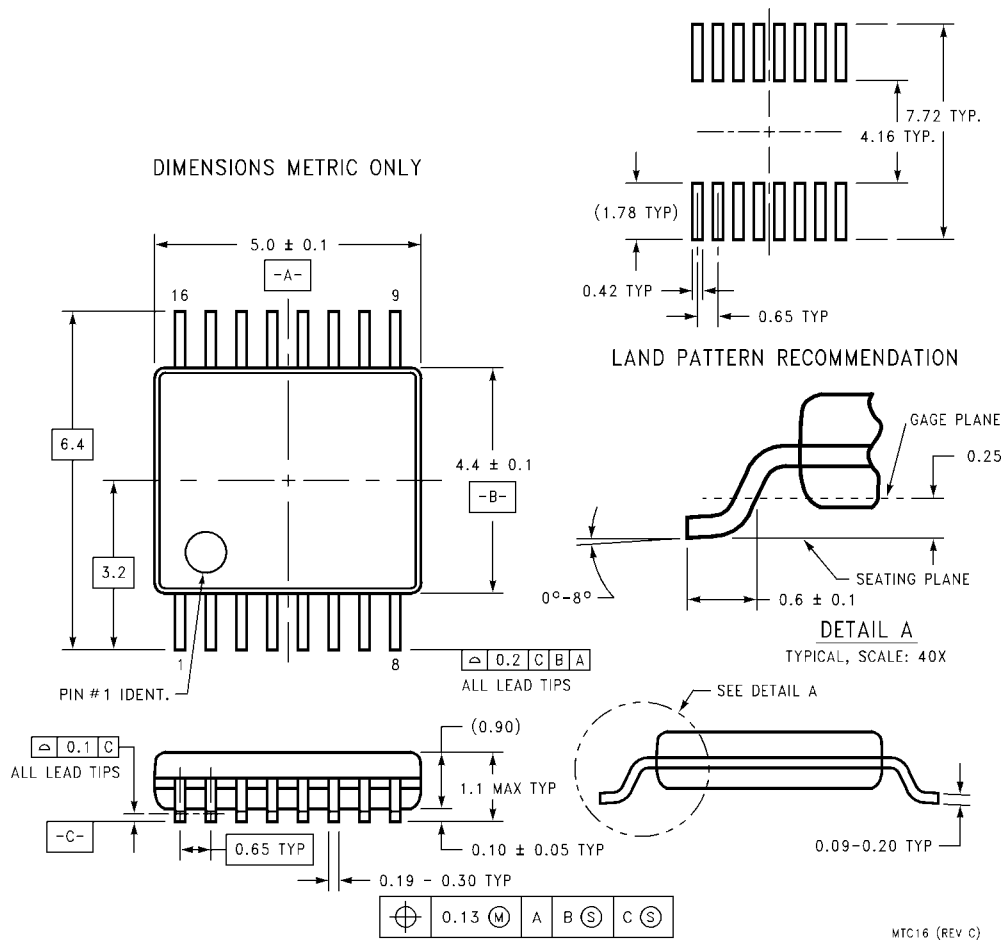 7.72 TYP.
4.16 TYP.
DIMENSIONS METRIC ONLY
(1.78 TYP)
5.0 ± 0.1
-A-
0.42 TYP
0.65 TYP
16
9
LAND PATTERN RECOMMENDATION
GAGE PLANE
6.4
4.4 ± 0.1
0.25
-B-
3.2
SEATING PLANE
0°-8°
0.6 ± 0.1
DETAIL A
TYPICAL, SCALE: 40X
1
8
⌓ 0.2 C B A
ALL LEAD TIPS
PIN #1 IDENT.
SEE DETAIL A
(0.90)
⌓ 0.1 C
ALL LEAD TIPS
1.1 MAX TYP
-C-
0.65 TYP
0.10 ± 0.05 TYP
0.09-0.20 TYP
0.19 - 0.30 TYP
⌖ 0.13 Ⓜ A B Ⓢ C Ⓢ
MTC16 (REV C)